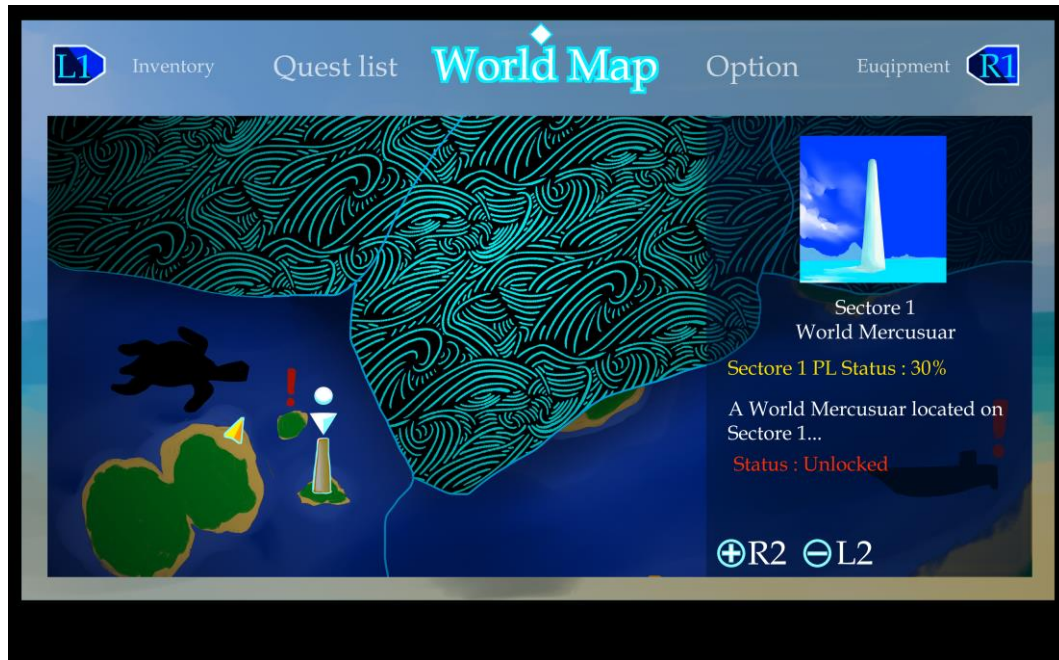 L1 Inventory Quest list World Map Option Euqipment R1
Sectore 1
World Mercusuar
Sectore 1 PL Status : 30%
A World Mercusuar located on
Sectore 1...
Status : Unlocked
R2 L2